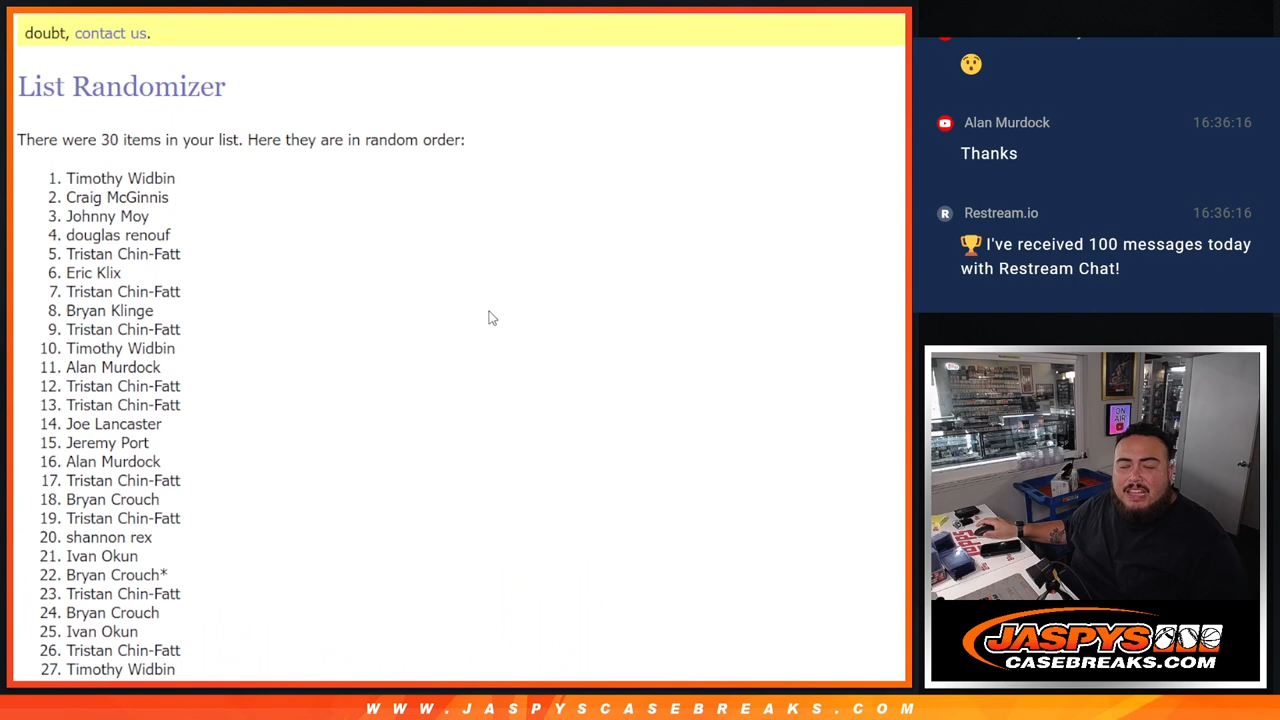 doubt, contact us.
List Randomizer
There were 30 items in your list. Here they are in random order:
1. Timothy Widbin
2. Craig McGinnis
3. Johnny Moy
4. douglas renouf
5. Tristan Chin-Fatt
6. Eric Klix
7. Tristan Chin-Fatt
8. Bryan Klinge
9. Tristan Chin-Fatt
10. Timothy Widbin
11. Alan Murdock
12. Tristan Chin-Fatt
13. Tristan Chin-Fatt
14. Joe Lancaster
15. Jeremy Port
16. Alan Murdock
17. Tristan Chin-Fatt
18. Bryan Crouch
19. Tristan Chin-Fatt
20. shannon rex
21. Ivan Okun
22. Bryan Crouch*
23. Tristan Chin-Fatt
24. Bryan Crouch
25. Ivan Okun
26. Tristan Chin-Fatt
27. Timothy Widbin
😯
Alan Murdock 16:36:16
Thanks
R Restream.io 16:36:16
🏆 I've received 100 messages today
with Restream Chat!
ON
AIR
JASPYS
JASPYS
CASEBREAKS.COM
WWW.JASPYSCASEBREAKS.COM